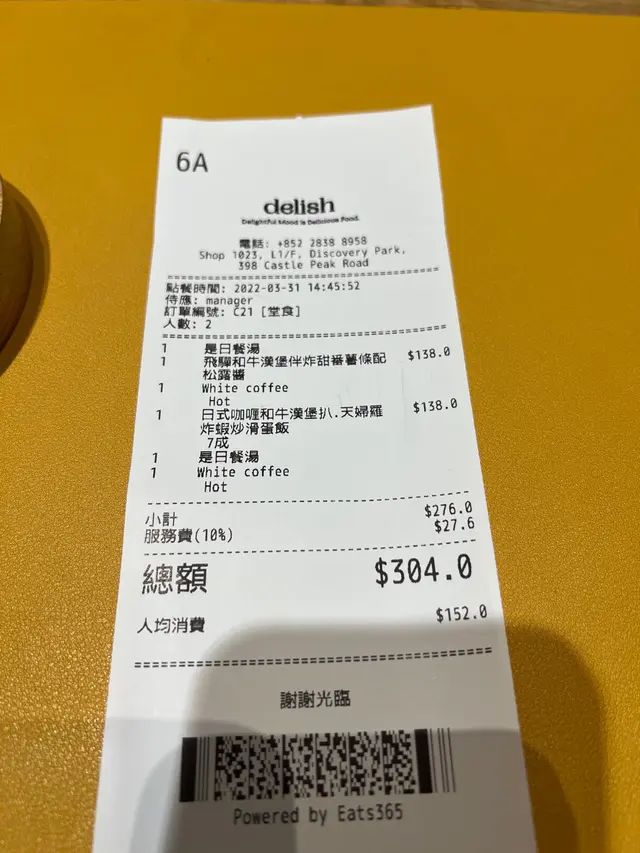 6A
delish
Delightful Mood is Delicious Food.
電話: +852 2838 8958
Shop 1023, L1/F, Discovery Park,
398 Castle Peak Road
點餐時間: 2022-03-31 14:45:52
侍應: manager
訂單編號: C21 [堂食]
人數: 2
1 是日餐湯
1 飛驒和牛漢堡伴炸甜番薯條配 $138.0
松露醬
1 White coffee
Hot
1 日式咖喱和牛漢堡扒.天婦羅 $138.0
炸蝦炒滑蛋飯
7成
1 是日餐湯
1 White coffee
Hot
小計 $276.0
服務費(10%) $27.6
總額 $304.0
人均消費 $152.0
謝謝光臨
Powered by Eats365